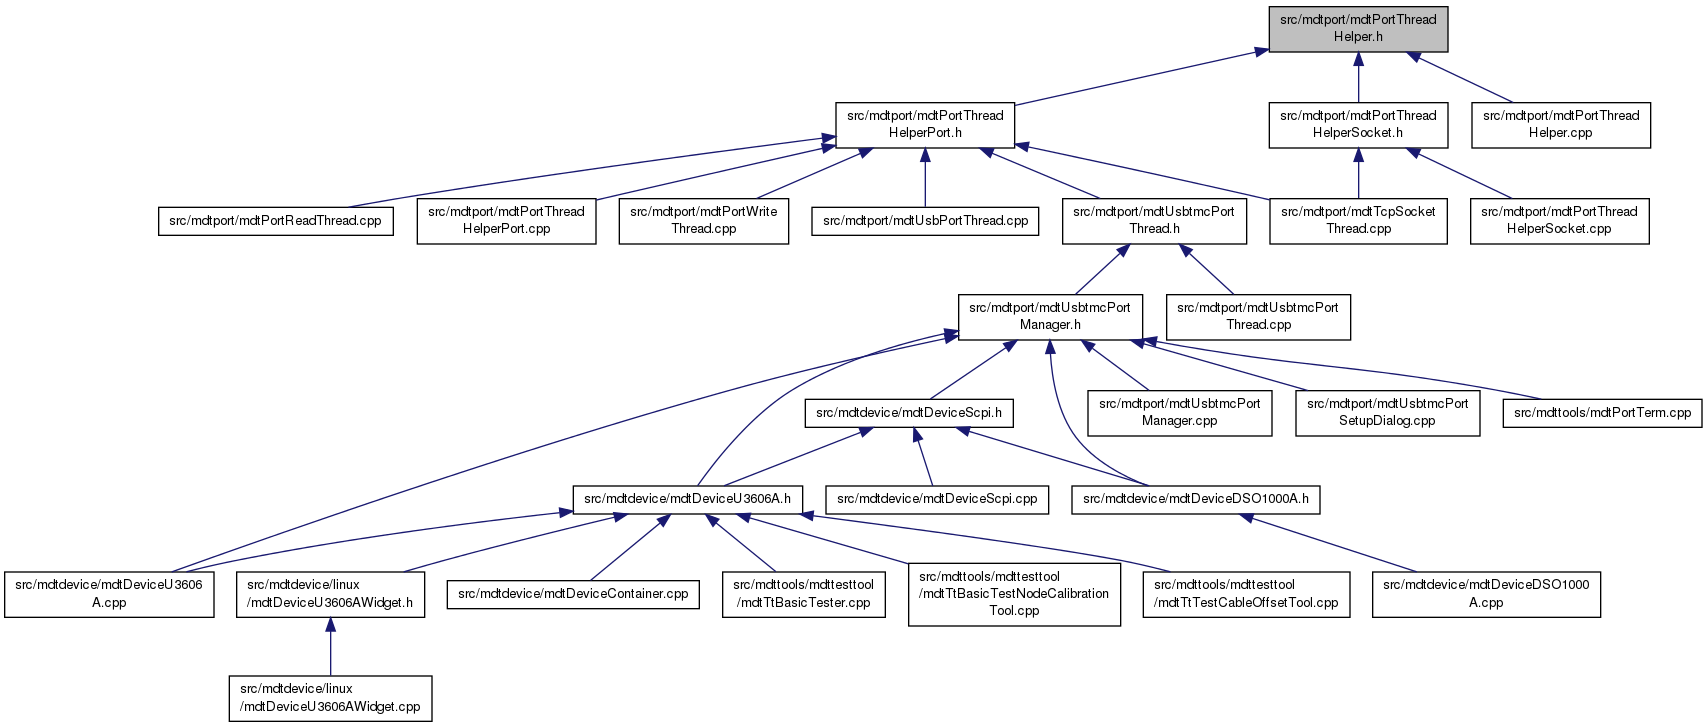 src/mdtport/mdtPortThread
Helper.h
src/mdtport/mdtPortThread
HelperPort.h
src/mdtport/mdtPortThread
HelperSocket.h
src/mdtport/mdtPortThread
Helper.cpp
src/mdtport/mdtPortReadThread.cpp
src/mdtport/mdtPortThread
HelperPort.cpp
src/mdtport/mdtPortWrite
Thread.cpp
src/mdtport/mdtUsbPortThread.cpp
src/mdtport/mdtUsbtmcPort
Thread.h
src/mdtport/mdtTcpSocket
Thread.cpp
src/mdtport/mdtPortThread
HelperSocket.cpp
src/mdtport/mdtUsbtmcPort
Manager.h
src/mdtport/mdtUsbtmcPort
Thread.cpp
src/mdtdevice/mdtDeviceScpi.h
src/mdtport/mdtUsbtmcPort
Manager.cpp
src/mdtport/mdtUsbtmcPort
SetupDialog.cpp
src/mdttools/mdtPortTerm.cpp
src/mdtdevice/mdtDeviceU3606A.h
src/mdtdevice/mdtDeviceScpi.cpp
src/mdtdevice/mdtDeviceDSO1000A.h
src/mdtdevice/mdtDeviceU3606
A.cpp
src/mdtdevice/linux
/mdtDeviceU3606AWidget.h
src/mdtdevice/mdtDeviceContainer.cpp
src/mdttools/mdttesttool
/mdtTtBasicTester.cpp
src/mdttools/mdttesttool
/mdtTtBasicTestNodeCalibration
Tool.cpp
src/mdttools/mdttesttool
/mdtTtTestCableOffsetTool.cpp
src/mdtdevice/mdtDeviceDSO1000
A.cpp
src/mdtdevice/linux
/mdtDeviceU3606AWidget.cpp